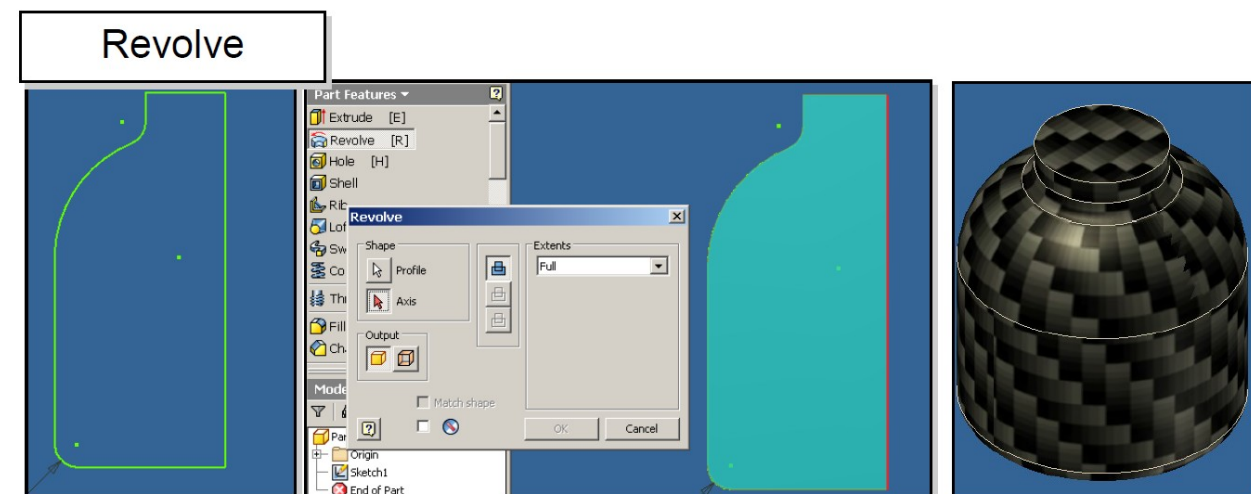 Revolve
Part Features
Extrude [E]
Revolve [R]
Hole [H]
Shell
Revolve
Shape
Profile
Axis
Output
Match shape
Extents
Full
OK
Cancel
Origin
Sketch1
End of Part